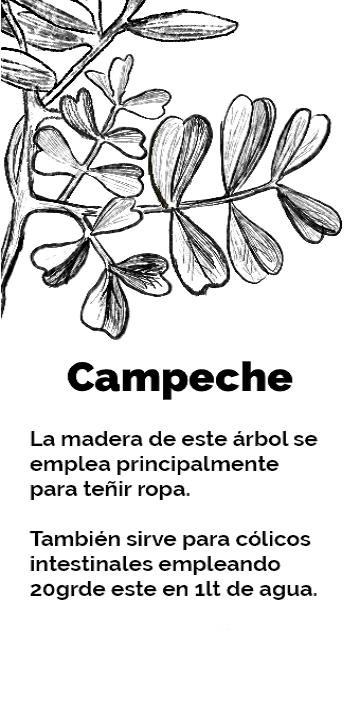 Campeche
La madera de este árbol se
emplea principalmente
para teñir ropa.
También sirve para cólicos
intestinales empleando
20grde este en 1lt de agua.